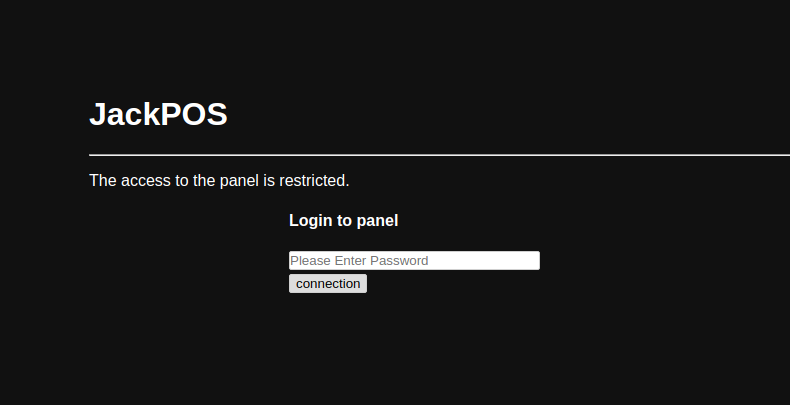 JackPOS
The access to the panel is restricted.
Login to panel
Please Enter Password
connection